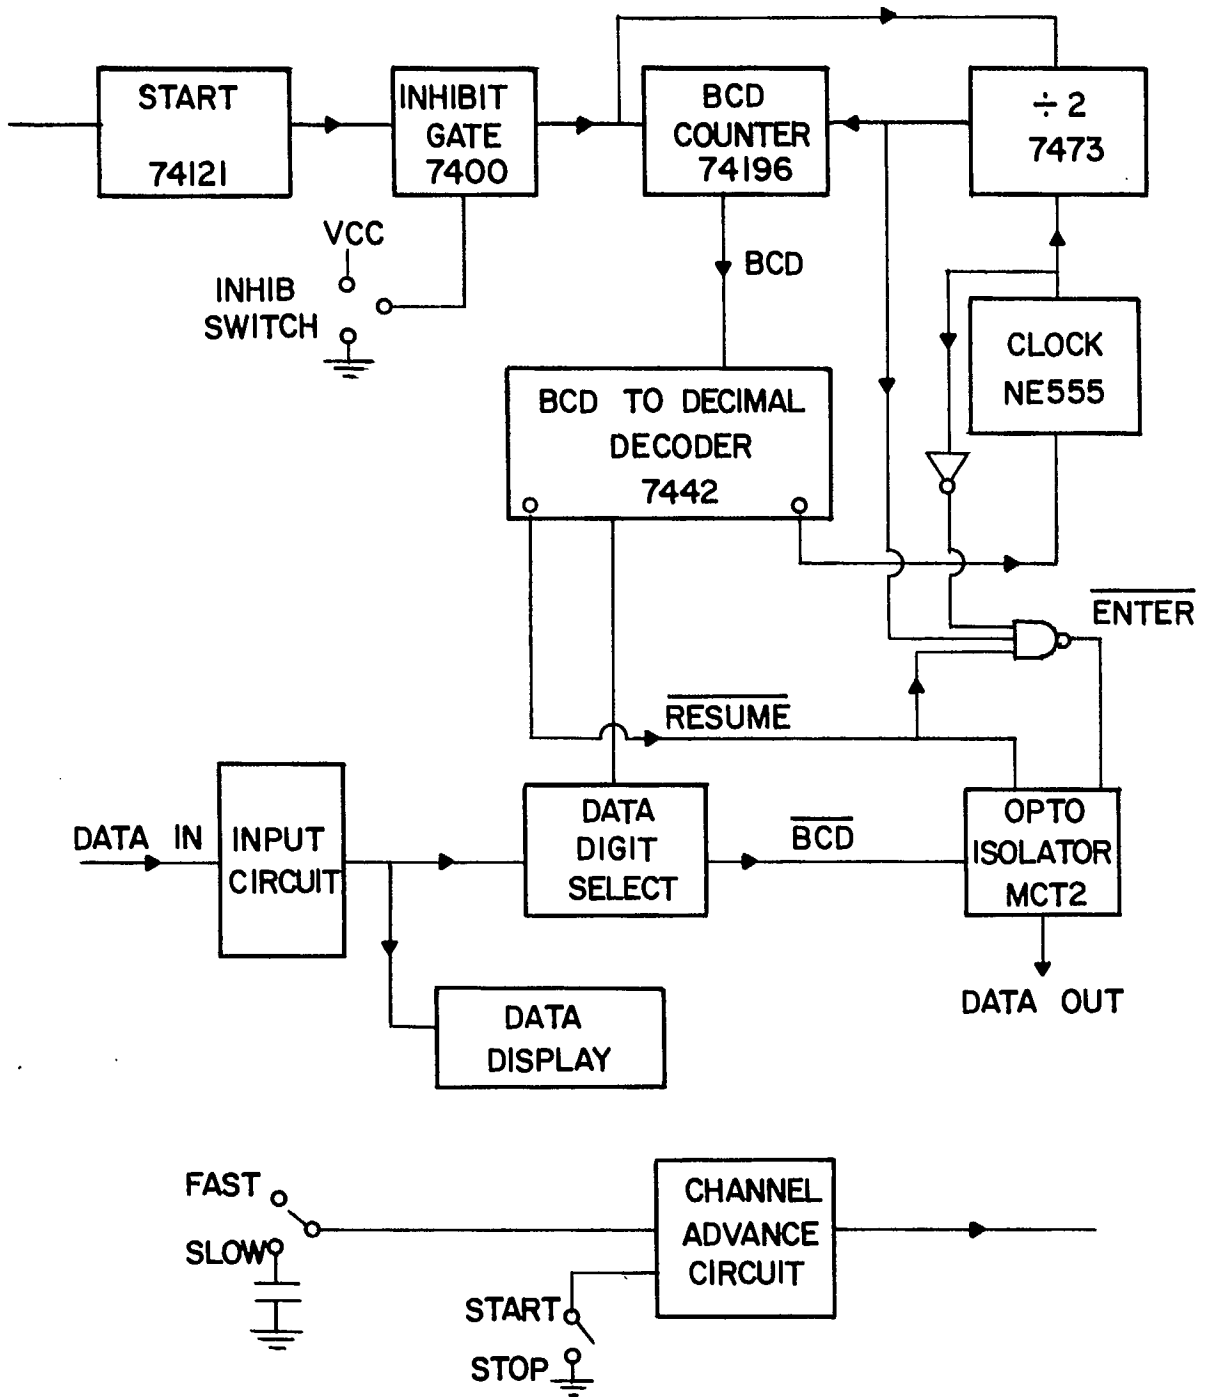 START
74121
INHIBIT
GATE
7400
BCD
COUNTER
74196
÷ 2
7473
VCC
INHIB
SWITCH
BCD
CLOCK
NE555
BCD TO DECIMAL
DECODER
7442
ENTER
RESUME
DATA IN
INPUT
CIRCUIT
DATA
DIGIT
SELECT
BCD
OPTO
ISOLATOR
MCT2
DATA OUT
DATA
DISPLAY
FAST
SLOW
CHANNEL
ADVANCE
CIRCUIT
START
STOP